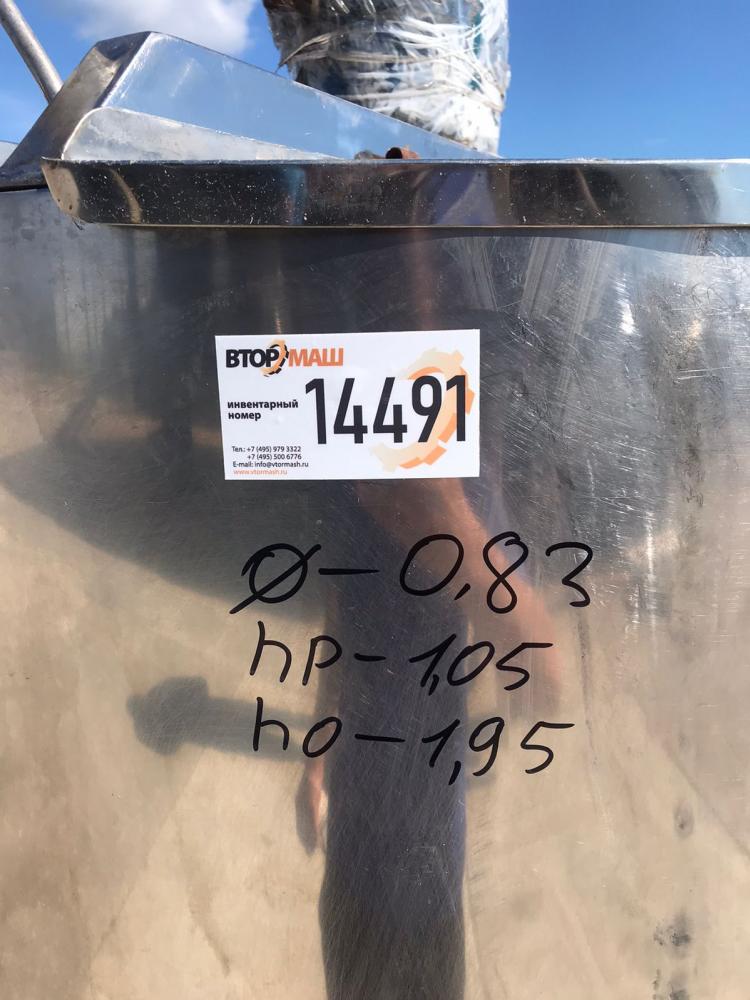 ВТОРМАШ
инвентарный
номер
14491
Тел.: +7 (495) 979 3322
+7 (495) 500 6776
E-mail: info@vtormash.ru
www.vtormash.ru
Ø-0,83
hp-1,05
ho-1,95